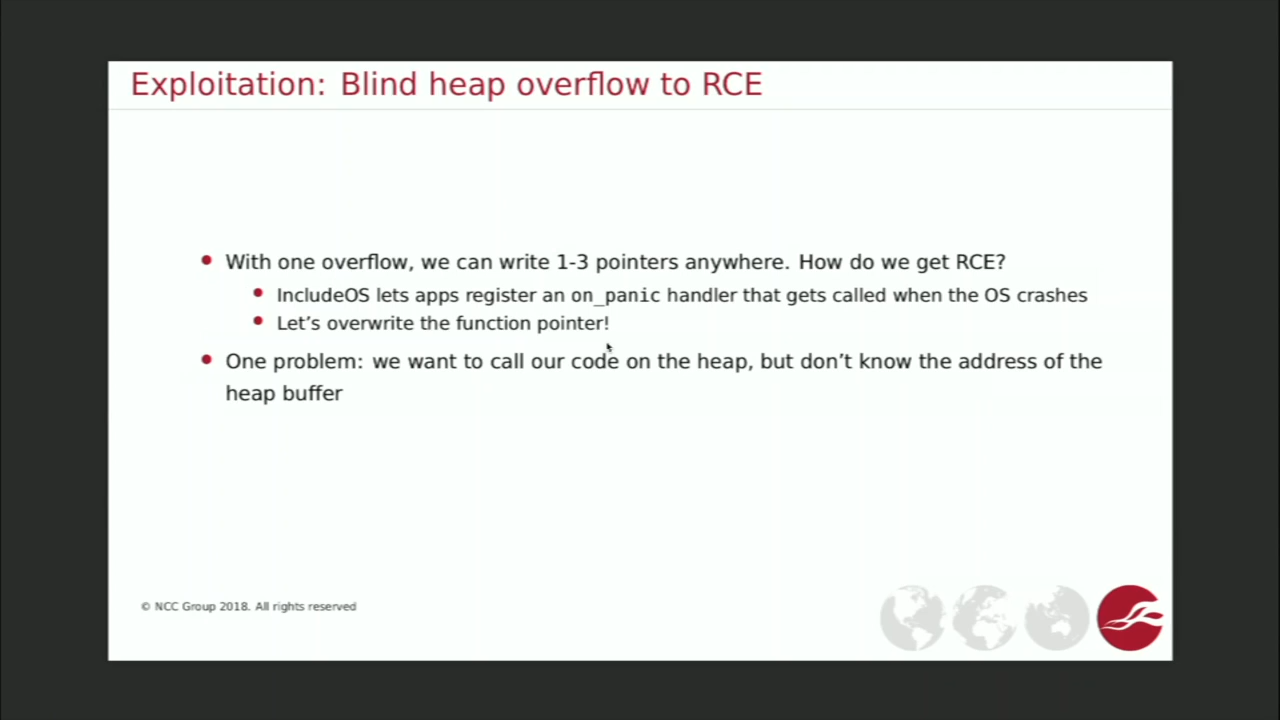 Exploitation: Blind heap overflow to RCE
With one overflow, we can write 1-3 pointers anywhere. How do we get RCE?
IncludeOS lets apps register an on_panic handler that gets called when the OS crashes
Let's overwrite the function pointer!
One problem: we want to call our code on the heap, but don't know the address of the
heap buffer
© NCC Group 2018. All rights reserved